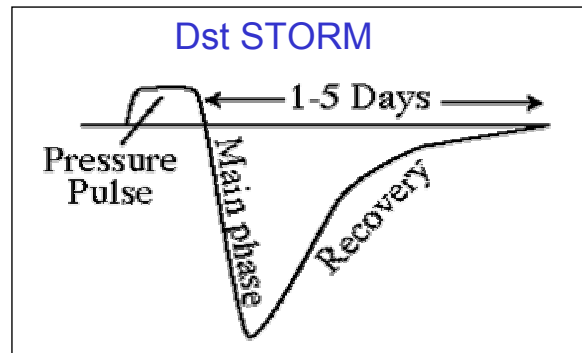 Dst STORM
1-5 Days
Pressure
Pulse
Main phase
Recovery